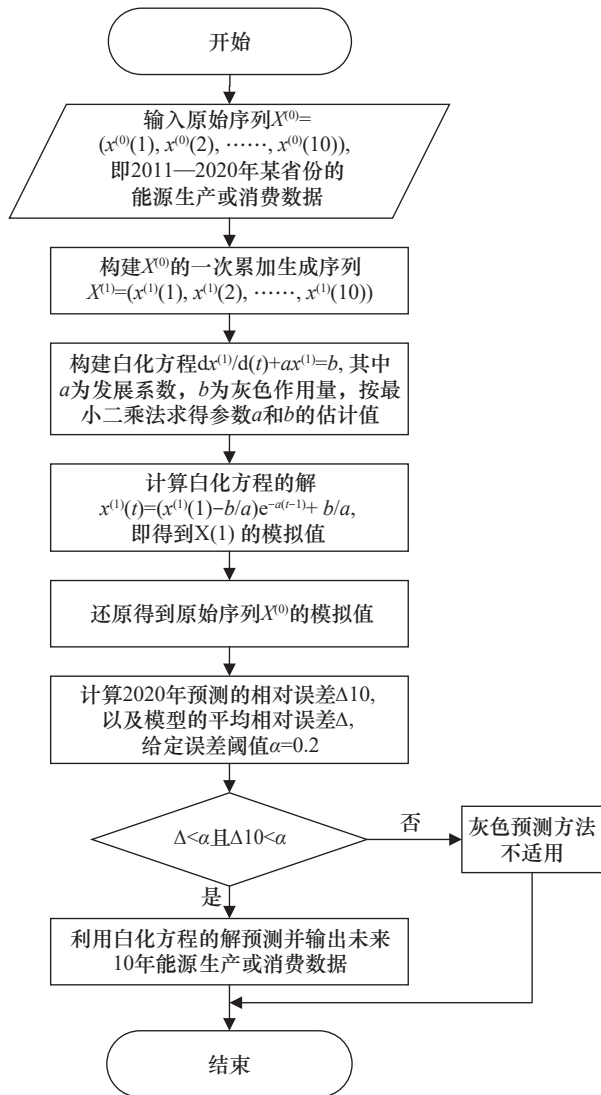 开始
输入原始序列X⁽⁰⁾=
(x⁽⁰⁾(1), x⁽⁰⁾(2), ……, x⁽⁰⁾(10)),
即2011—2020年某省份的
能源生产或消费数据
构建X⁽⁰⁾的一次累加生成序列
X⁽¹⁾=(x⁽¹⁾(1), x⁽¹⁾(2), ……, x⁽¹⁾(10))
构建白化方程dx⁽¹⁾/d(t)+ax⁽¹⁾=b, 其中
a为发展系数，b为灰色作用量，按最
小二乘法求得参数a和b的估计值
计算白化方程的解
x⁽¹⁾(t)=(x⁽¹⁾(1)−b/a)e⁻ᵃ⁽ᵗ⁻¹⁾+ b/a,
即得到X(1) 的模拟值
还原得到原始序列X⁽⁰⁾的模拟值
计算2020年预测的相对误差Δ10,
以及模型的平均相对误差Δ,
给定误差阈值α=0.2
Δ<α且Δ10<α
否
灰色预测方法
不适用
是
利用白化方程的解预测并输出未来
10年能源生产或消费数据
结束